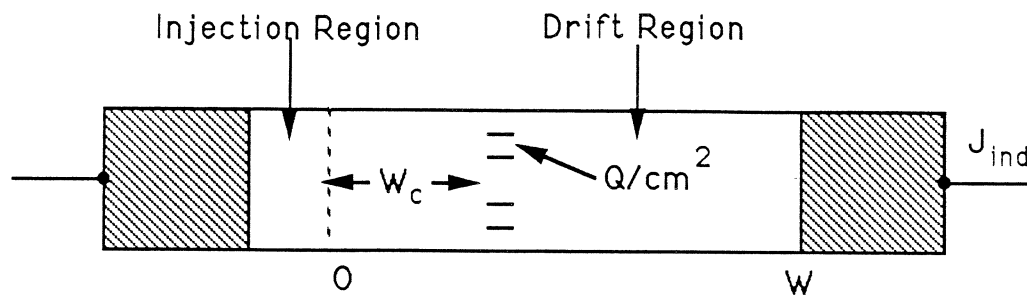 Injection Region
Drift Region
J_ind
W_c
Q/cm^2
0
W